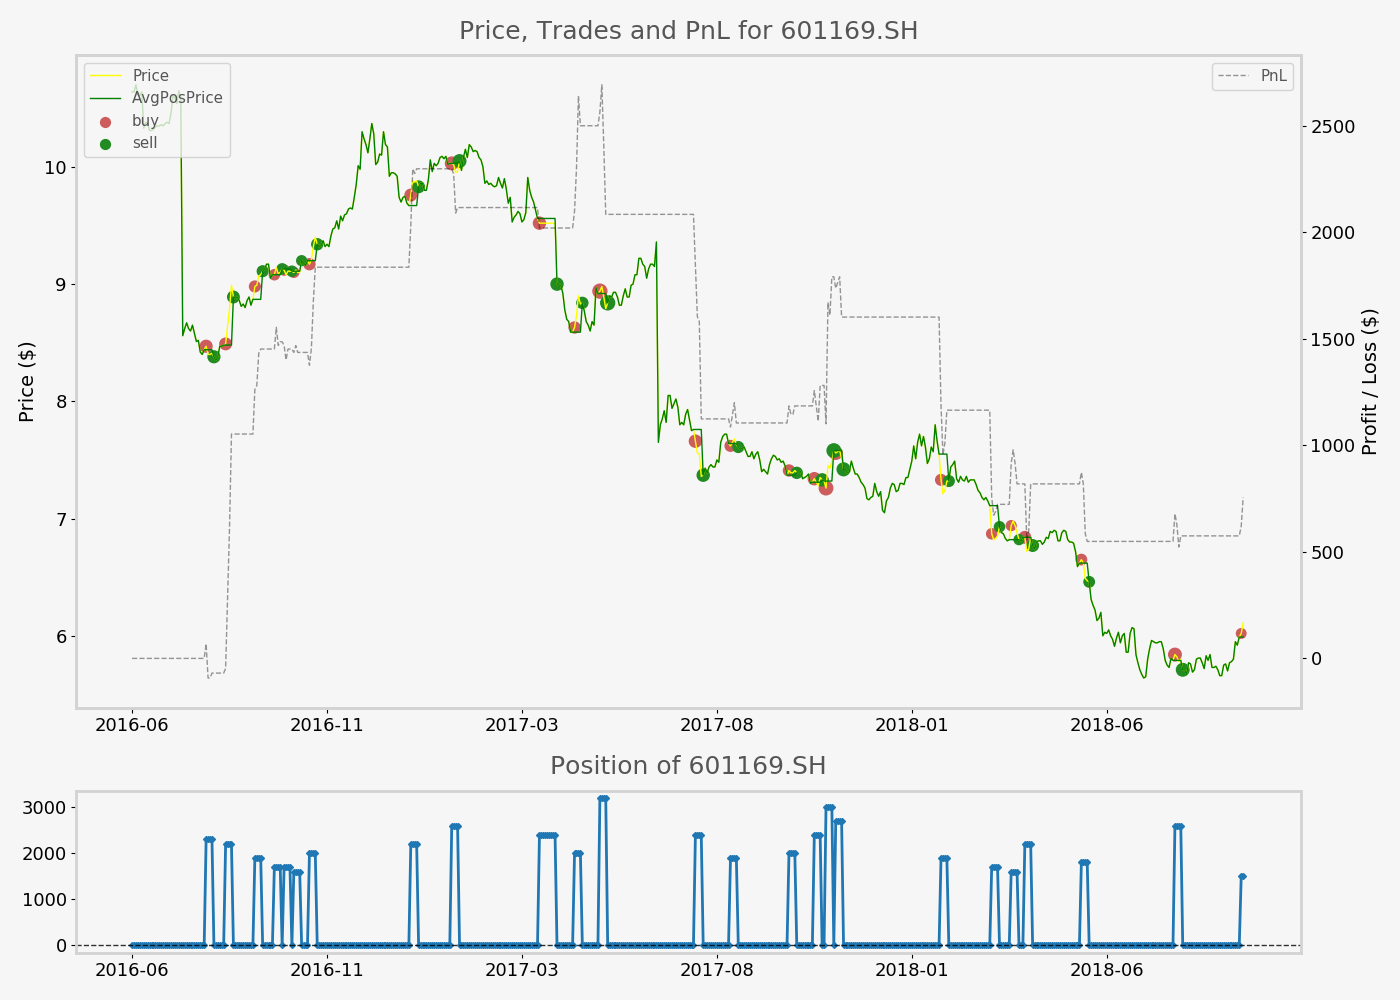 Price, Trades and PnL for 601169.SH
Price
AvgPosPrice
buy
sell
PnL
Price ($)
10
9
8
7
6
Profit / Loss ($)
2500
2000
1500
1000
500
0
2016-06 2016-11 2017-03 2017-08 2018-01 2018-06
Position of 601169.SH
3000
2000
1000
0
2016-06 2016-11 2017-03 2017-08 2018-01 2018-06